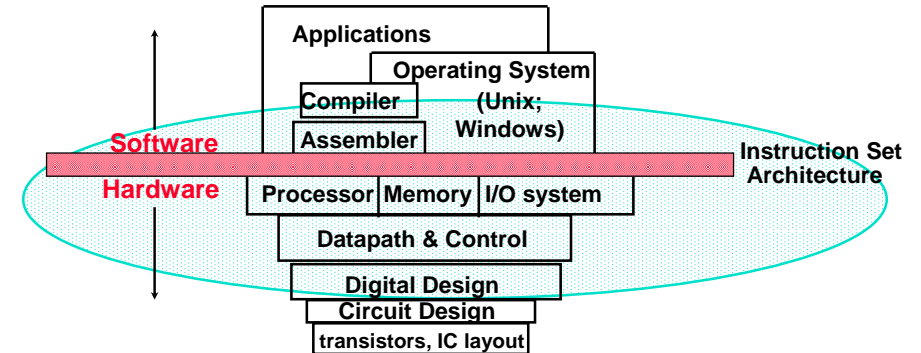 Applications
Operating System
(Unix;
Windows)
Compiler
Assembler
Software
Instruction Set
Architecture
Hardware
Processor
Memory
I/O system
Datapath & Control
Digital Design
Circuit Design
transistors, IC layout